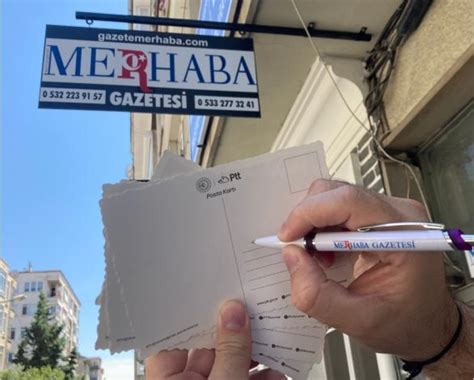 gazetemerhaba.com
MERHABA
0 532 223 91 57 GAZETESİ 0 533 277 32 41
Ptt
Posta Kartı
MERHABA GAZETESİ